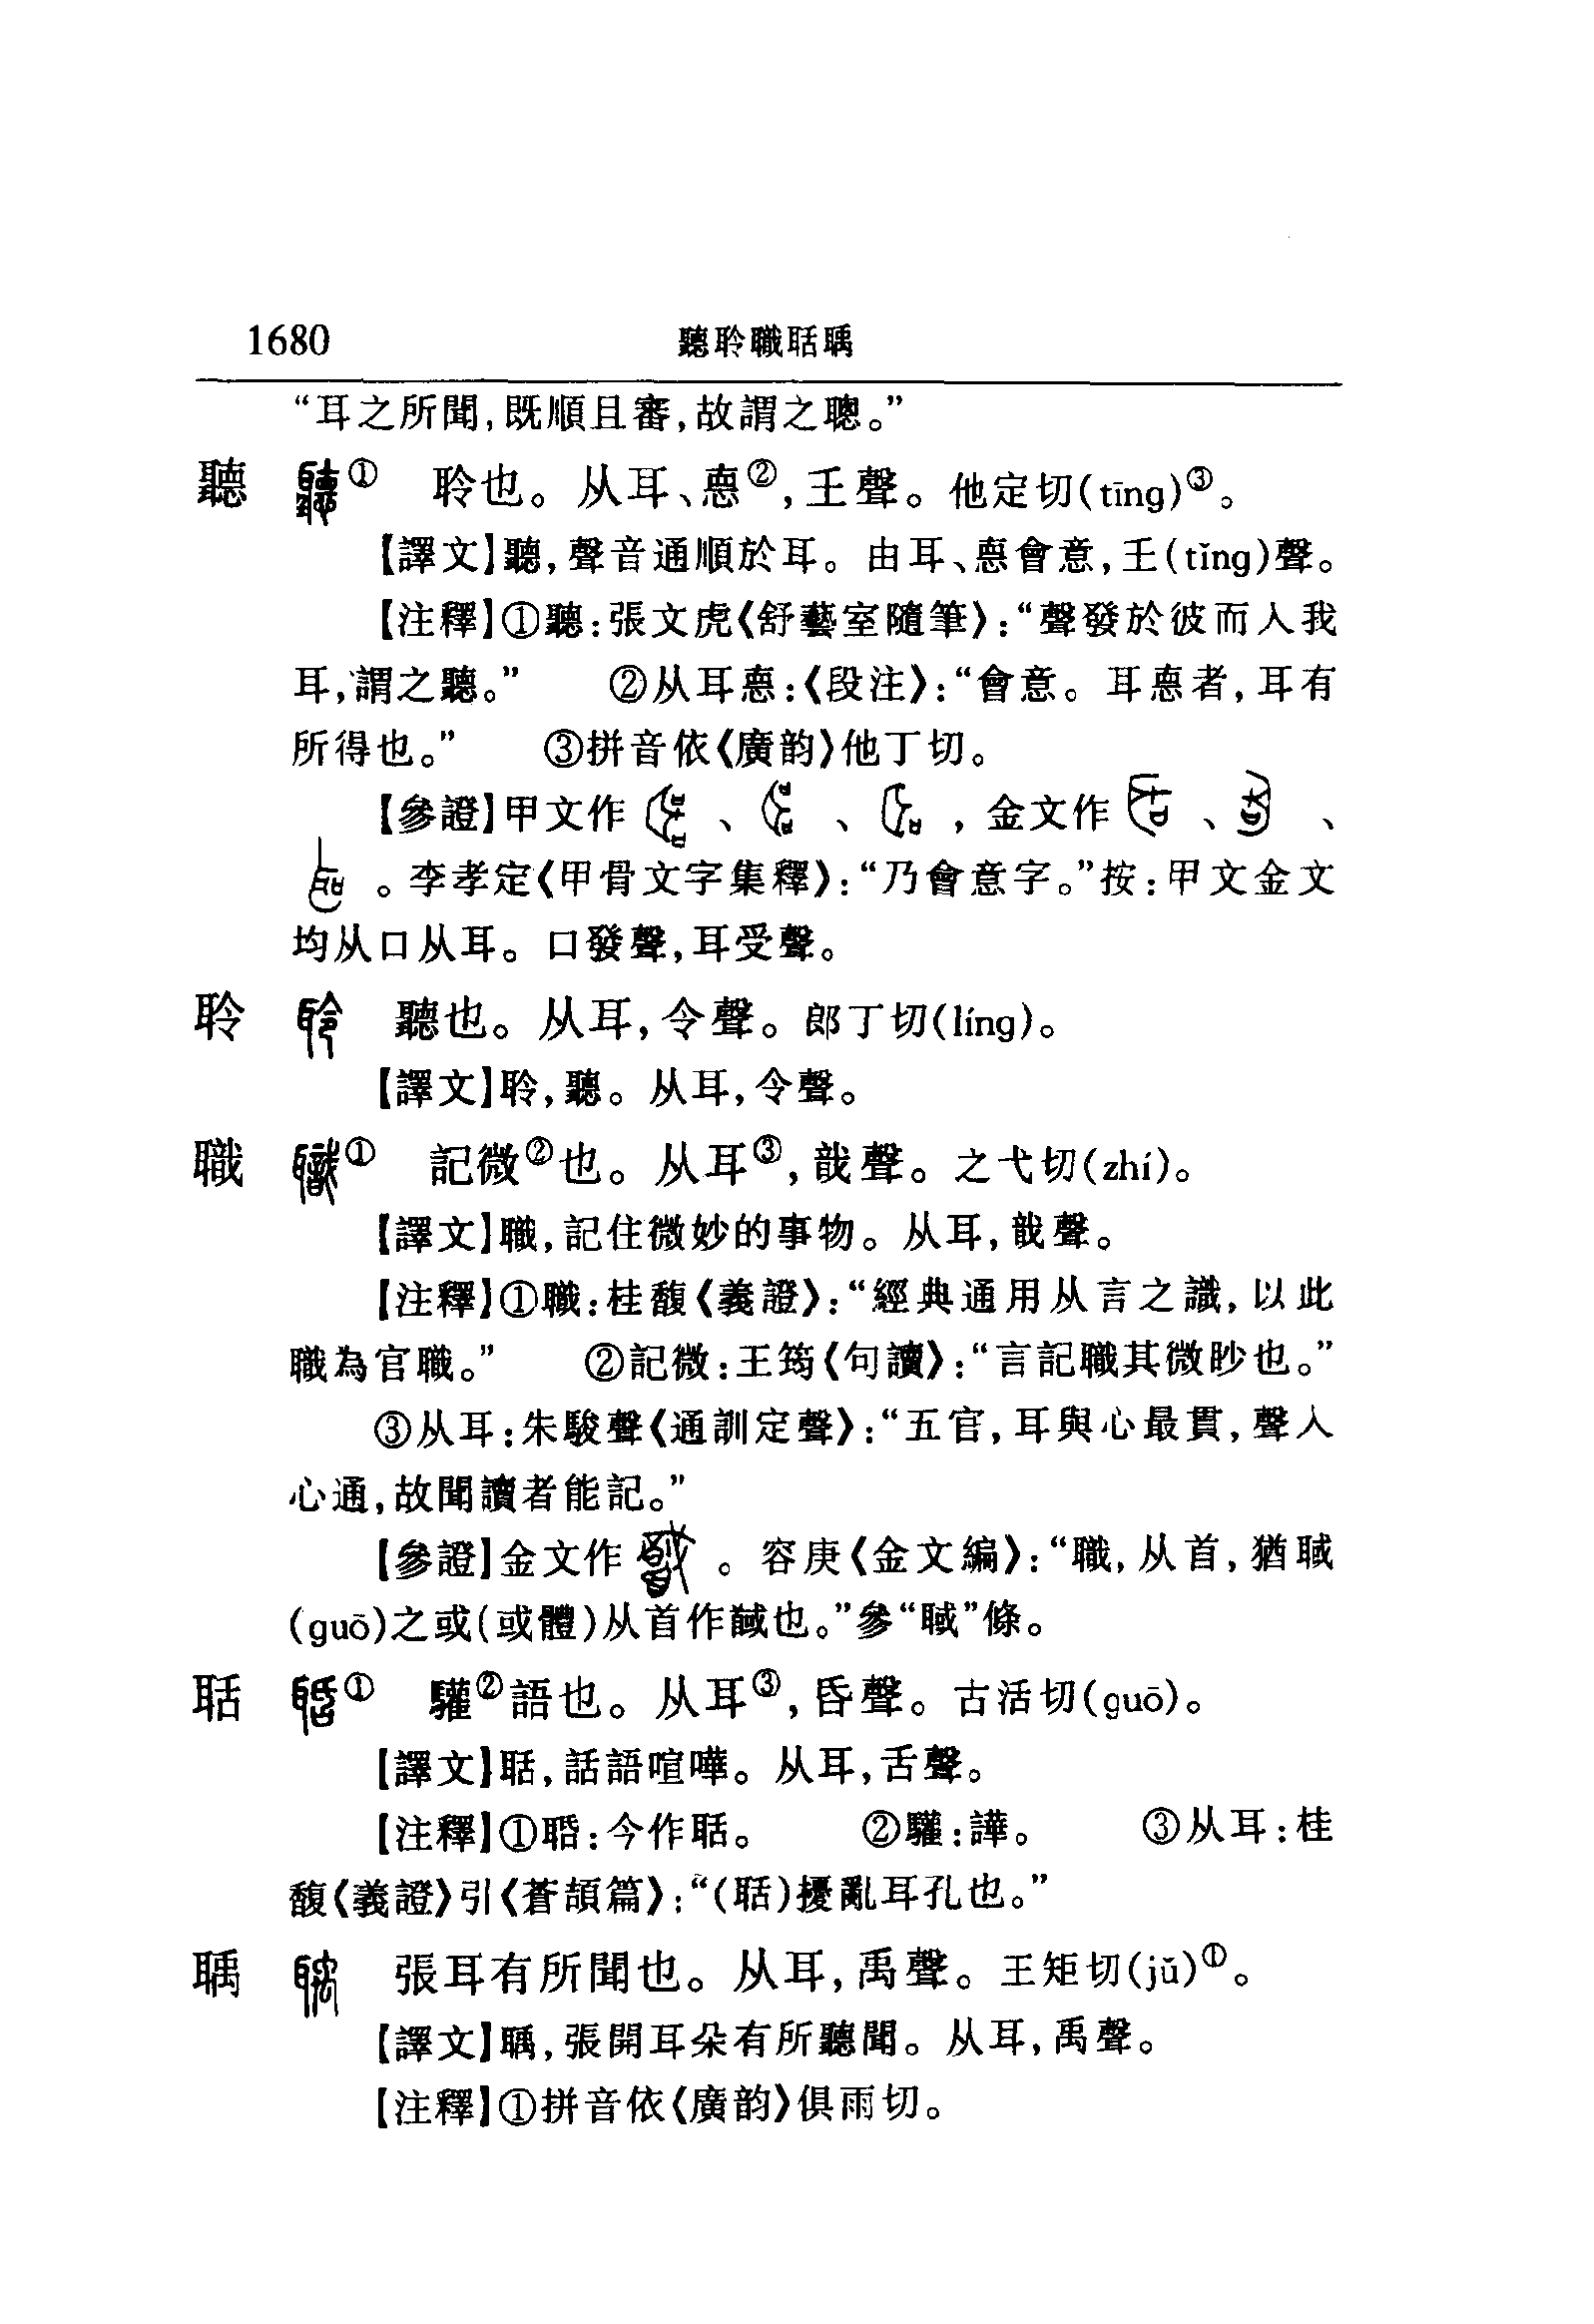 1680 聽聆職聒聥
“耳之所聞,既順且審,故謂之聰。”
聽 ① 聆也。从耳、悳②,𡈼聲。他定切(tīng)③。
【譯文】聽,聲音通順於耳。由耳、悳會意,𡈼(tǐng)聲。
【注釋】①聽:張文虎《舒藝室隨筆》:“聲發於彼而入我
耳,謂之聽。” ②从耳悳:《段注》:“會意。耳悳者,耳有
所得也。” ③拼音依《廣韵》他丁切。
【參證】甲文作 、 、 ,金文作 、 、
。李孝定《甲骨文字集釋》:“乃會意字。”按:甲文金文
均从口从耳。口發聲,耳受聲。
聆 聽也。从耳,令聲。郎丁切(líng)。
【譯文】聆,聽。从耳,令聲。
職 ① 記微②也。从耳③,戠聲。之弋切(zhí)。
【譯文】職,記住微妙的事物。从耳,戠聲。
【注釋】①職:桂馥《義證》:“經典通用从言之識,以此
職為官職。” ②記微:王筠《句讀》:“言記職其微眇也。”
③从耳:朱駿聲《通訓定聲》:“五官,耳與心最貫,聲入
心通,故聞讀者能記。”
【參證】金文作 。容庚《金文編》:“職,从首,猶聝
(guō)之或(或體)从首作馘也。”參“聝”條。
聒 ① 讙②語也。从耳③,昏聲。古活切(guō)。
【譯文】聒,話語喧嘩。从耳,舌聲。
【注釋】①䎽:今作聒。 ②讙:譁。 ③从耳:桂
馥《義證》引《蒼頡篇》:“(聒)擾亂耳孔也。”
聥 張耳有所聞也。从耳,禹聲。王矩切(jǔ)①。
【譯文】聥,張開耳朵有所聽聞。从耳,禹聲。
【注釋】①拼音依《廣韵》俱雨切。